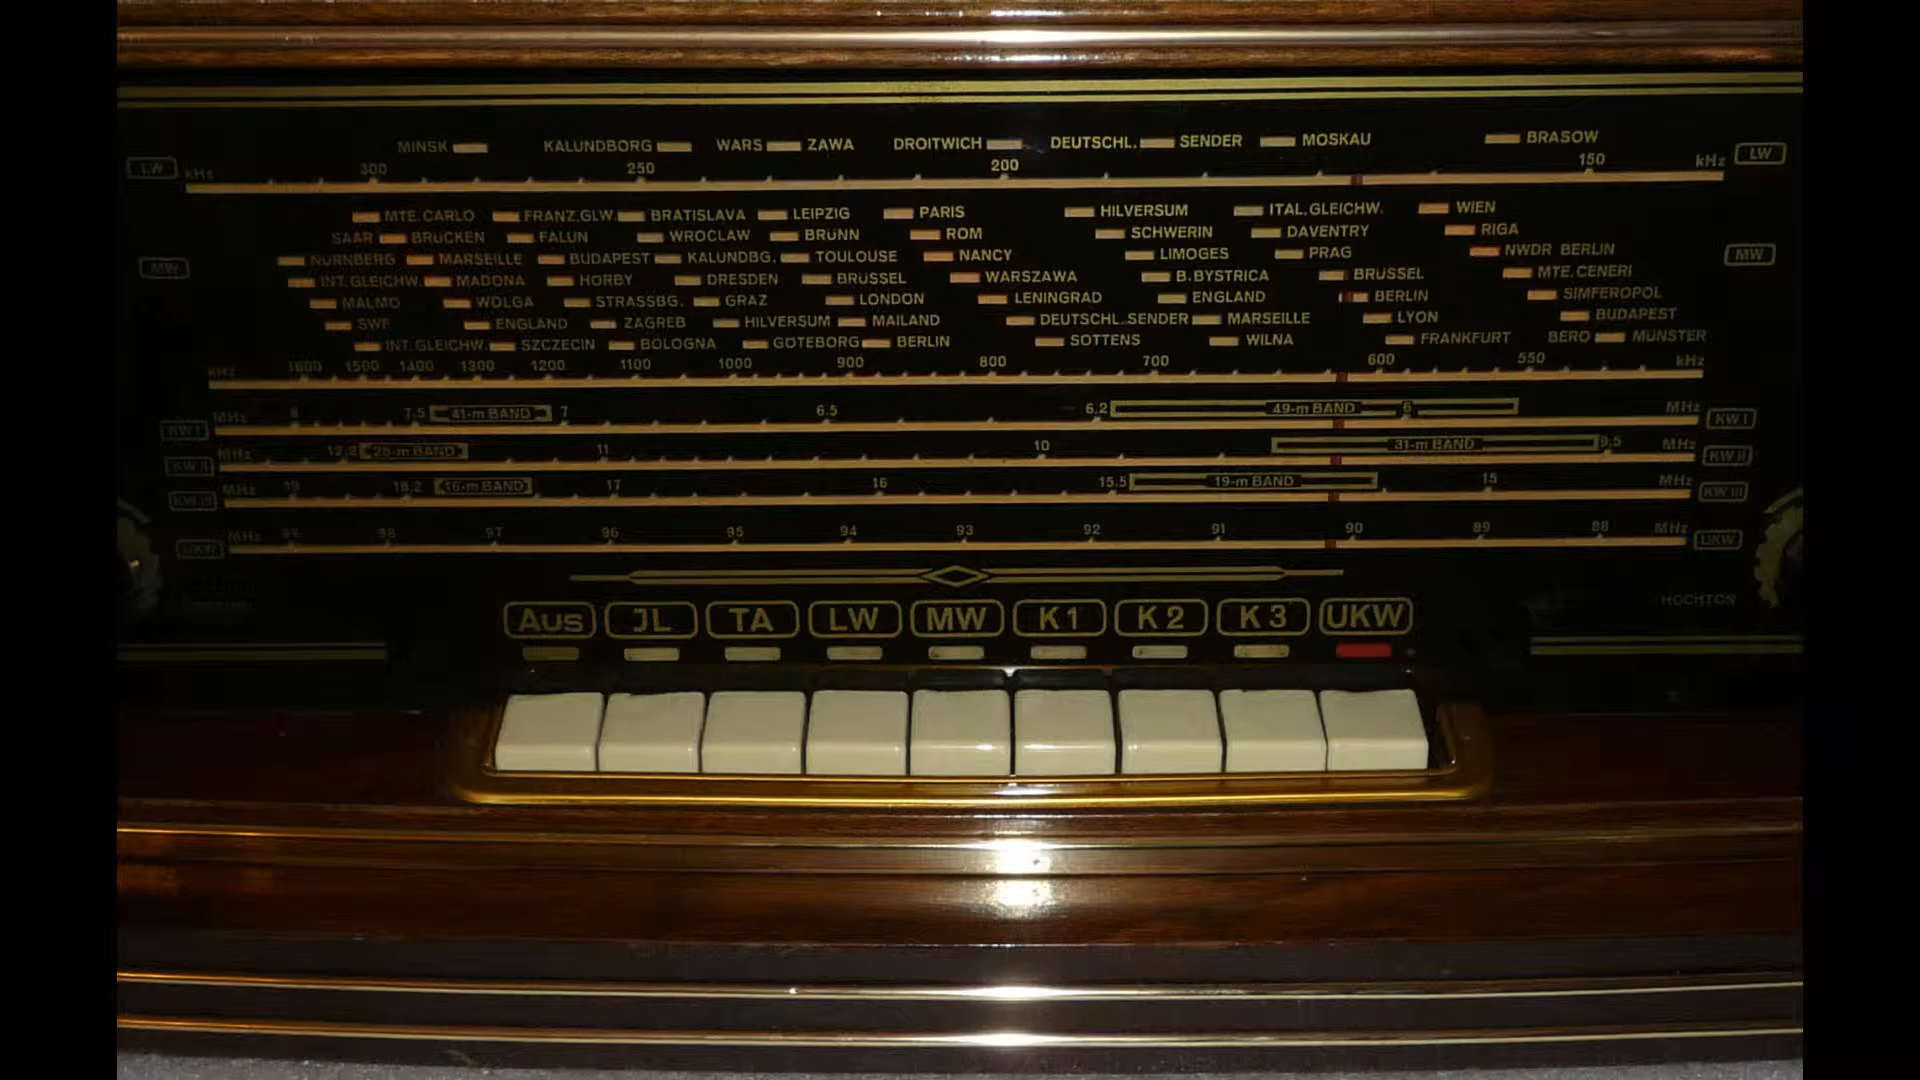 MINSK KALUNDBORG WARS ZAWA DROITWICH DEUTSCHL. SENDER MOSKAU BRASOW
LW kHz 300 250 200 150 kHz LW
MTE. CARLO FRANZ.GLW. BRATISLAVA LEIPZIG PARIS HILVERSUM ITAL.GLEICHW. WIEN
SAAR BRÜCKEN FALUN WROCLAW BRÜNN ROM SCHWERIN DAVENTRY RIGA
MW NÜRNBERG MARSEILLE BUDAPEST KALUNDBG. TOULOUSE NANCY LIMOGES PRAG NWDR BERLIN MW
INT.GLEICHW. MADONA HORBY DRESDEN BRÜSSEL WARSZAWA B.BYSTRICA BRÜSSEL MTE. CENERI
MALMO WOLGA STRASSBG. GRAZ LONDON LENINGRAD ENGLAND BERLIN SIMFEROPOL
SWF ENGLAND ZAGREB HILVERSUM MAILAND DEUTSCHL.SENDER MARSEILLE LYON BUDAPEST
INT.GLEICHW. SZCZECIN BOLOGNA GÖTEBORG BERLIN SOTTENS WILNA FRANKFURT BERO MÜNSTER
kHz 1600 1500 1400 1300 1200 1100 1000 900 800 700 600 550 kHz
MHz 8 7.5 41-m BAND 7 6.5 6.2 49-m BAND 6 MHz
KW I KW I
MHz 12.2 25-m BAND 11 10 31-m BAND 9.5 MHz
KW II KW II
MHz 19 18.2 16-m BAND 17 16 15.5 19-m BAND 15 MHz
KW III KW III
MHz 99 98 97 96 95 94 93 92 91 90 89 88 MHz
UKW UKW
HOCHTON
Aus JL TA LW MW K1 K2 K3 UKW